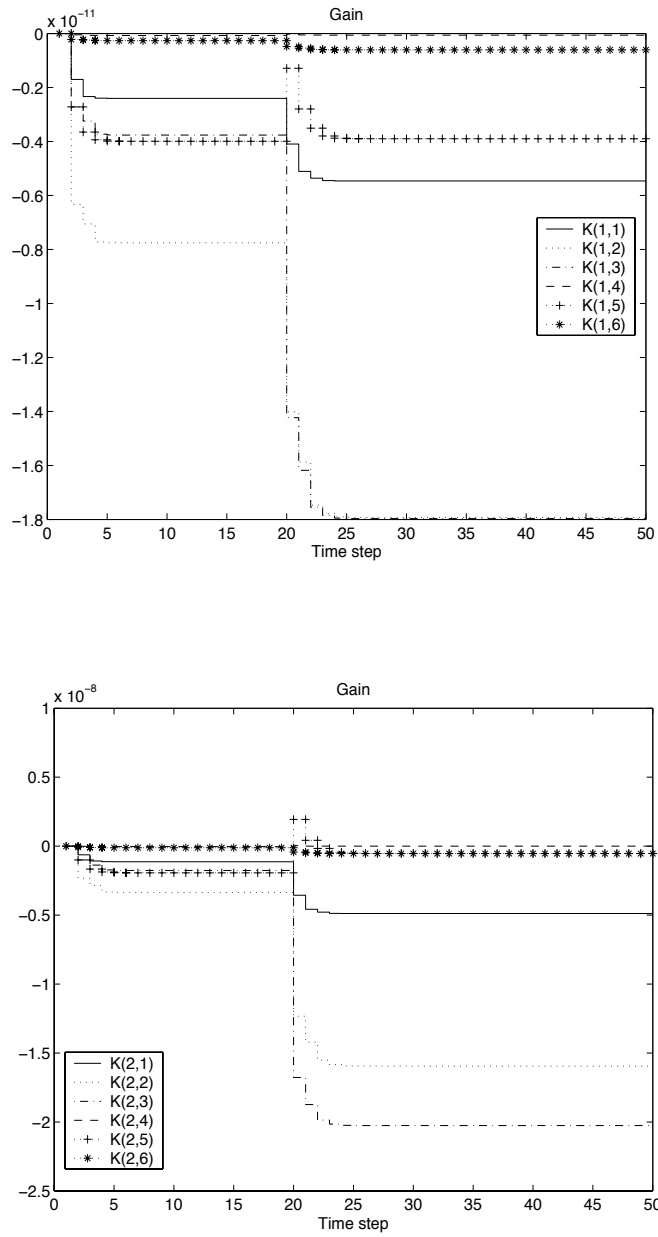 x 10−11
Gain
0
−0.2
−0.4
−0.6
−0.8
−1
−1.2
−1.4
−1.6
−1.8
K(1,1)
K(1,2)
K(1,3)
K(1,4)
K(1,5)
K(1,6)
0 5 10 15 20 25 30 35 40 45 50
Time step
x 10−8
Gain
1
0.5
0
−0.5
−1
−1.5
−2
−2.5
K(2,1)
K(2,2)
K(2,3)
K(2,4)
K(2,5)
K(2,6)
0 5 10 15 20 25 30 35 40 45 50
Time step